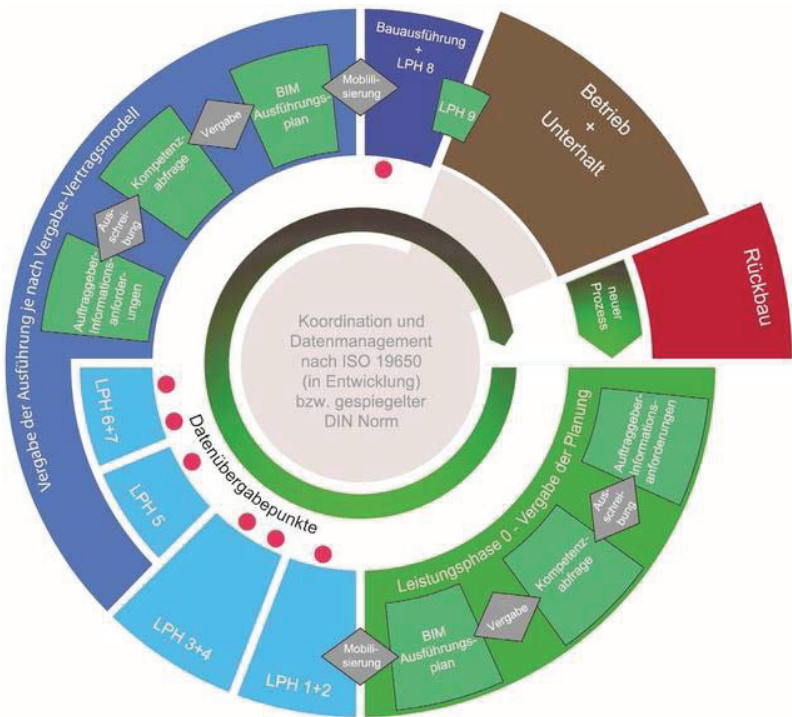 Bauausführung
+
LPH 8
LPH 9
Betrieb
+
Unterhalt
Rückbau
neuer
Prozess
Koordination und
Datenmanagement
nach ISO 19650
(in Entwicklung)
bzw. gespiegelter
DIN Norm
Leistungsphase 0 - Vergabe der Planung
Auftraggeber-
Informations-
anforderungen
Aus-
schrei-
bung
Kompetenz-
abfrage
Vergabe
BIM
Ausführungs-
plan
Mobili-
sierung
LPH 1+2
LPH 3+4
LPH 5
LPH 6+7
Datenübergabepunkte
Vergabe der Ausführung je nach Vergabe-Vertragsmodell
Auftraggeber-
Informations-
anforder-
ungen
Aus-
schrei-
bung
Kompetenz-
abfrage
Vergabe
BIM
Ausführungs-
plan
Moblili-
sierung